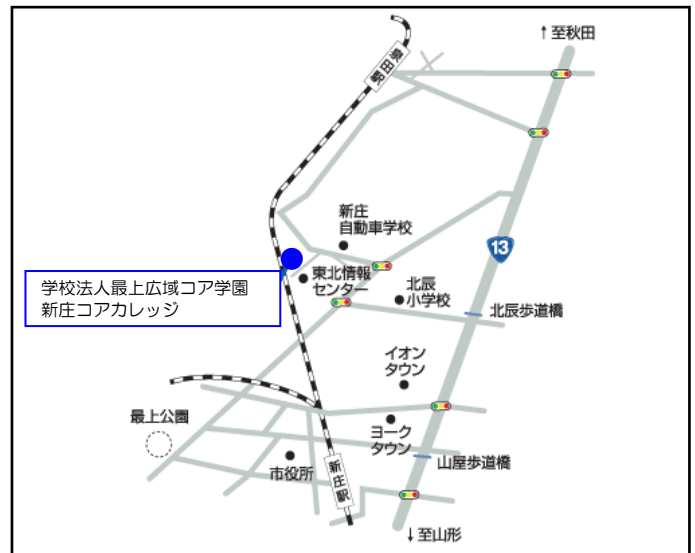 ↑至秋田
泉田駅
新庄
自動車学校
13
学校法人最上広域コア学園
新庄コアカレッジ
東北情報
センター
北辰
小学校
北辰歩道橋
イオン
タウン
最上公園
ヨーク
タウン
市役所
新庄駅
山屋歩道橋
↓至山形